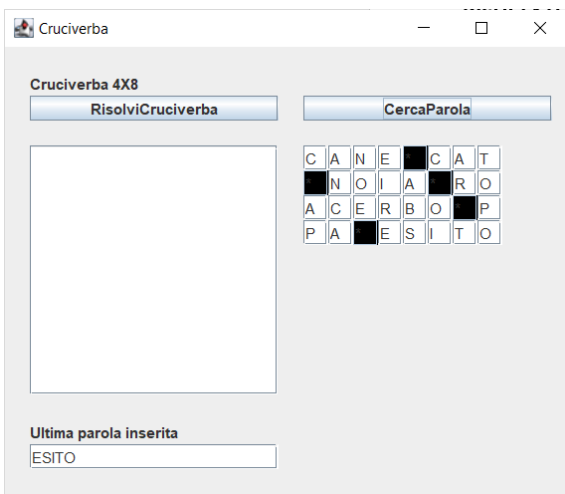 Cruciverba
Cruciverba 4X8
RisolviCruciverba CercaParola
C A N E * C A T
* N O I A * R O
A C E R B O * P
P A * E S I T O
Ultima parola inserita
ESITO